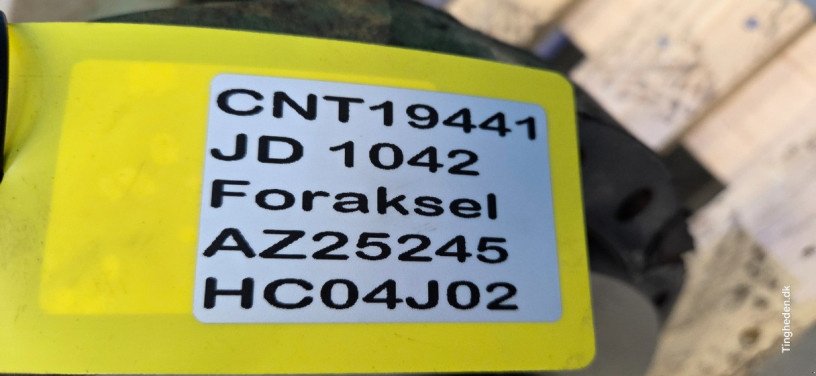 CNT19441
JD 1042
Foraksel
AZ25245
HC04J02
Tingheden.dk